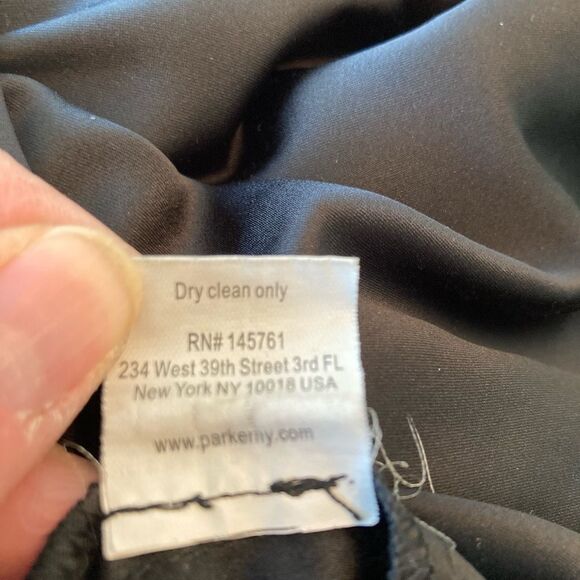 Dry clean only
RN# 145761
234 West 39th Street 3rd FL
New York NY 10018 USA
www.parkerny.com